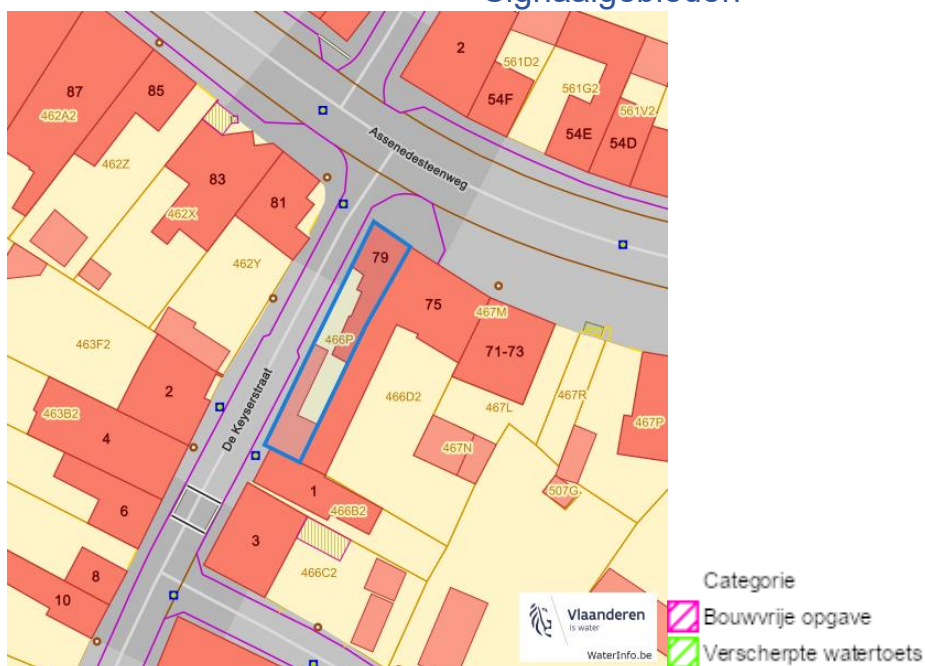 Signaalgebieden
2
561D2
87
85
54F
561G2
462A2
561V2
54E
54D
Assenedesteenweg
462Z
83
81
462X
79
462Y
75
467M
466P
71-73
463F2
De Keyserstraat
2
466D2
467L
467R
463B2
4
467N
467P
1
507G
6
466B2
3
8
466C2
10
Categorie
Vlaanderen
is water
Bouwvrije opgave
WaterInfo.be
Verscherpte watertoets